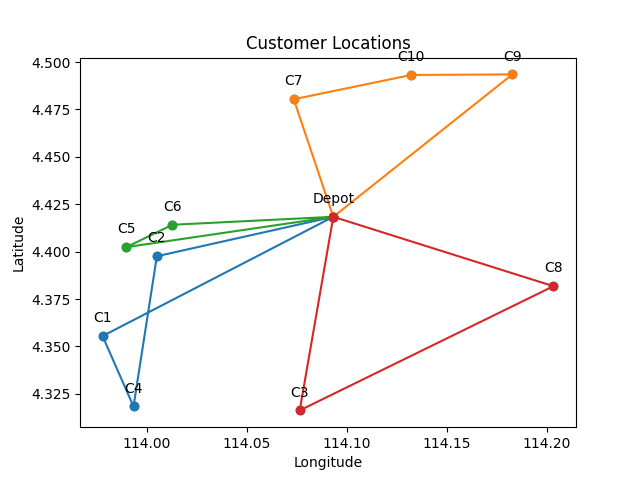 Customer Locations
4.500
4.475
4.450
4.425
4.400
4.375
4.350
4.325
Latitude
C10
C9
C7
Depot
C6
C5
C2
C8
C1
C4
C3
114.00 114.05 114.10 114.15 114.20
Longitude